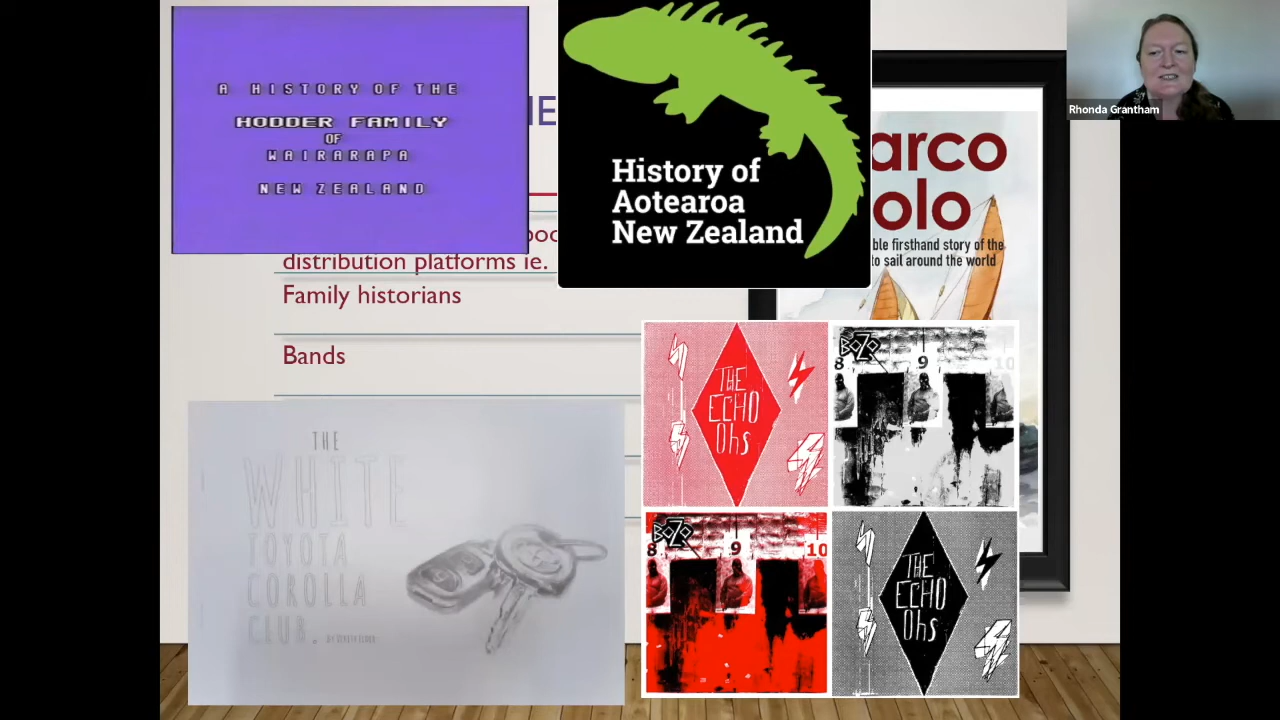 A HISTORY OF THE
HODDER FAMILY
OF
WAIRARAPA
NEW ZEALAND
History of
Aotearoa
New Zealand
Rhonda Grantham
arco
olo
ble firsthand story of the
to sail around the world
distribution platforms ie.
Family historians
Bands
THE
WHITE
TOYOTA
COROLLA
CLUB.
THE
ECHO
Ohs
BOZO
8 9 10
BOZO
8 9 10
THE
ECHO
Ohs